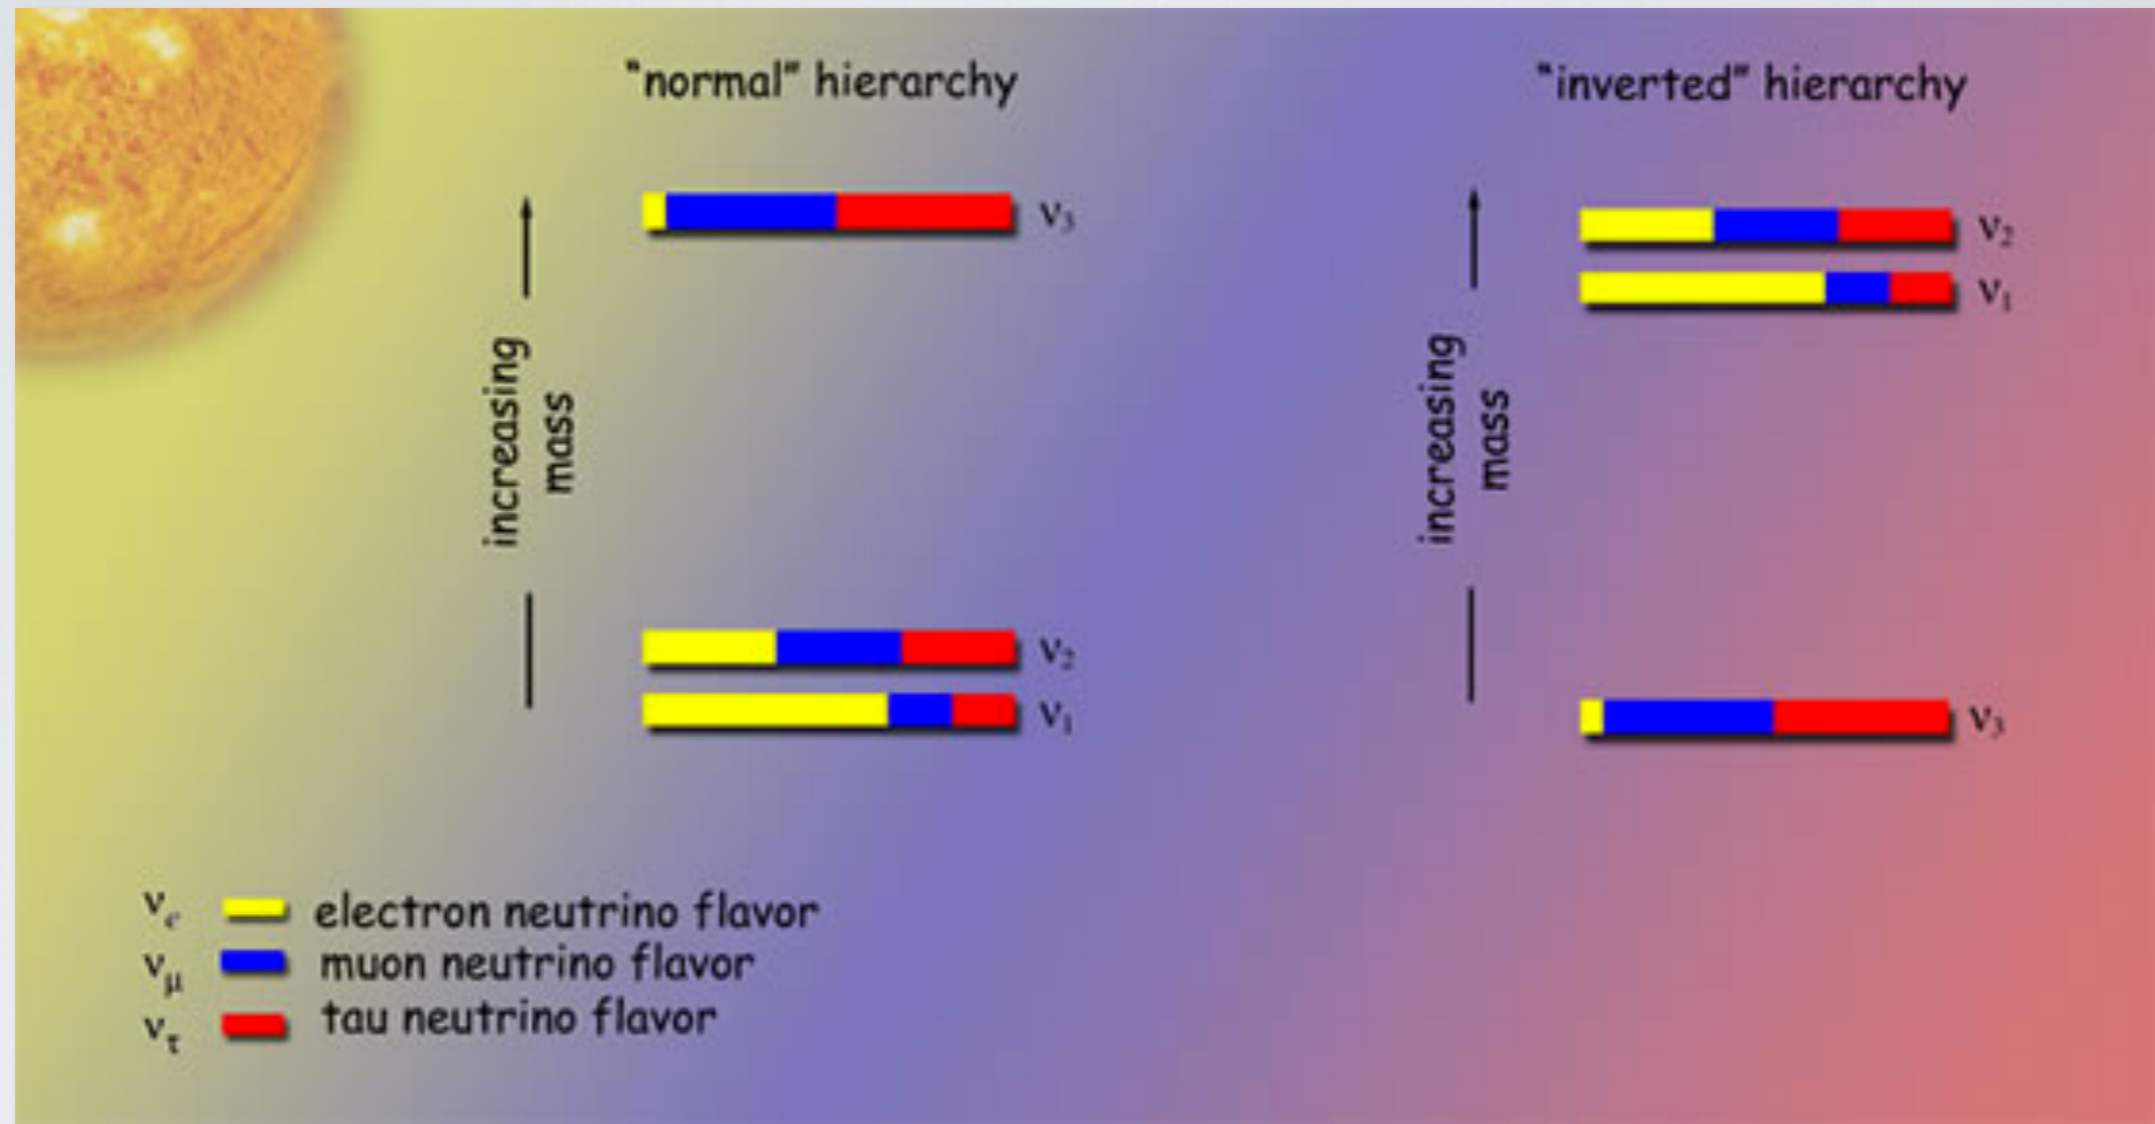 “normal” hierarchy
“inverted” hierarchy
ν3
ν2
ν1
increasing
mass
increasing
mass
ν2
ν1
ν3
νe electron neutrino flavor
νμ muon neutrino flavor
ντ tau neutrino flavor